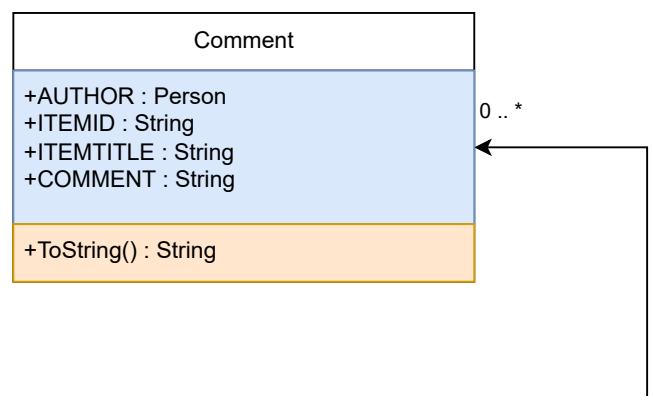 Comment
+AUTHOR : Person
+ITEMID : String
+ITEMTITLE : String
+COMMENT : String
0 .. *
+ToString() : String